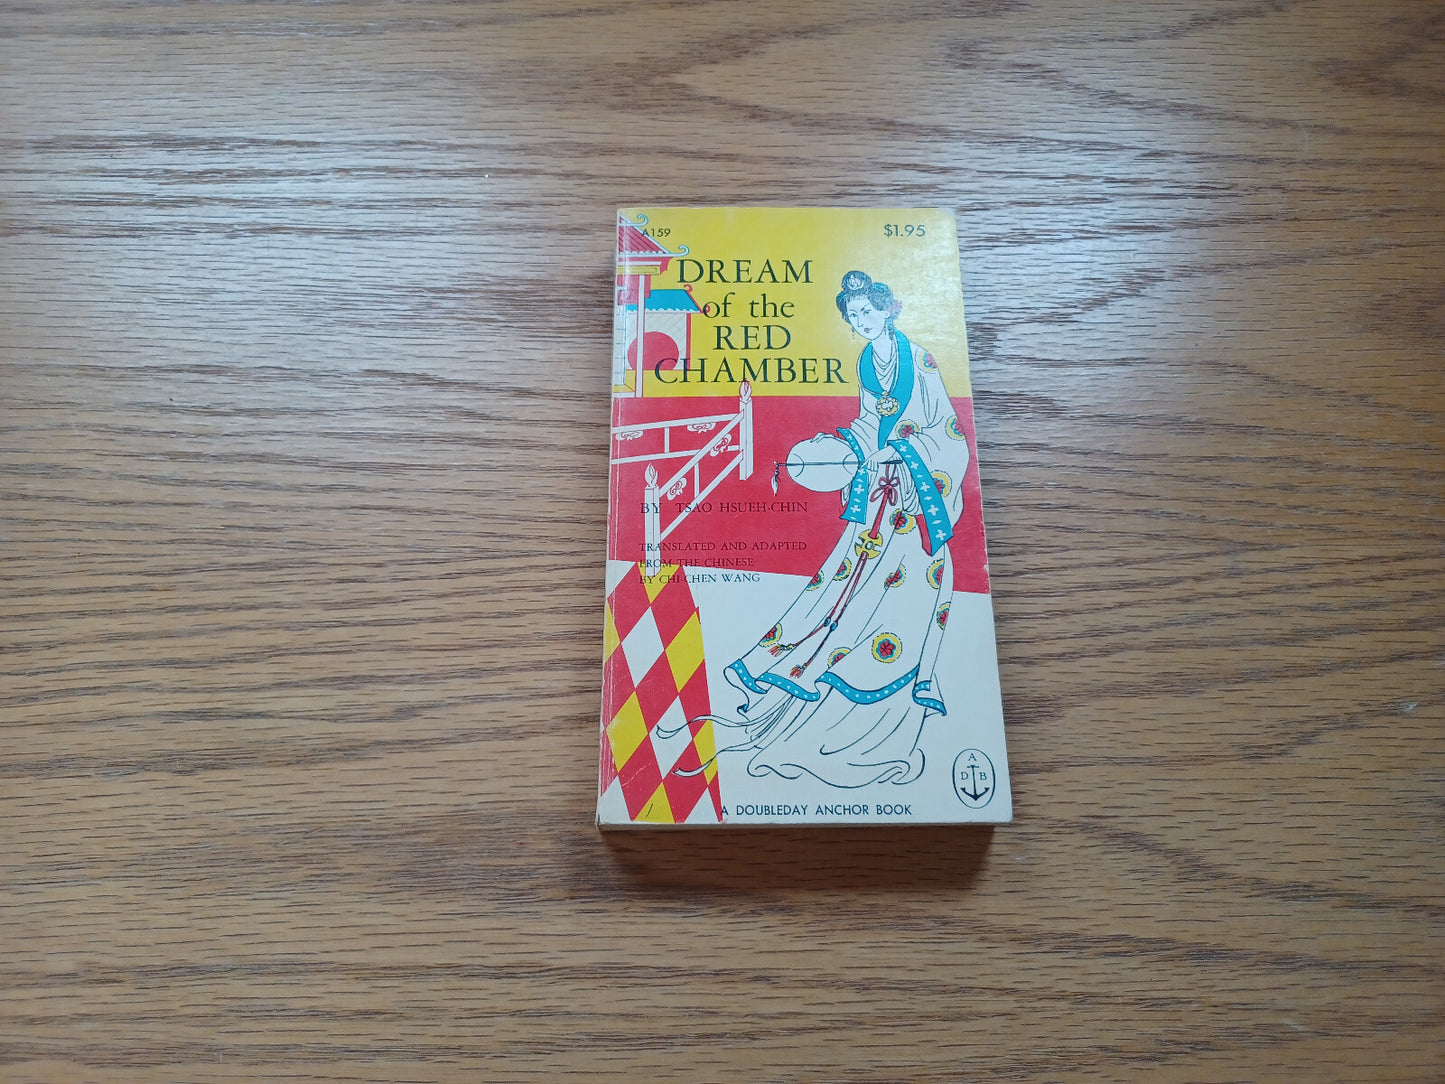 A159
$1.95
DREAM
of the
RED
CHAMBER
BY TSAO HSUEH-CHIN
TRANSLATED AND ADAPTED
FROM THE CHINESE
BY CHI-CHEN WANG
A
D B
A DOUBLEDAY ANCHOR BOOK